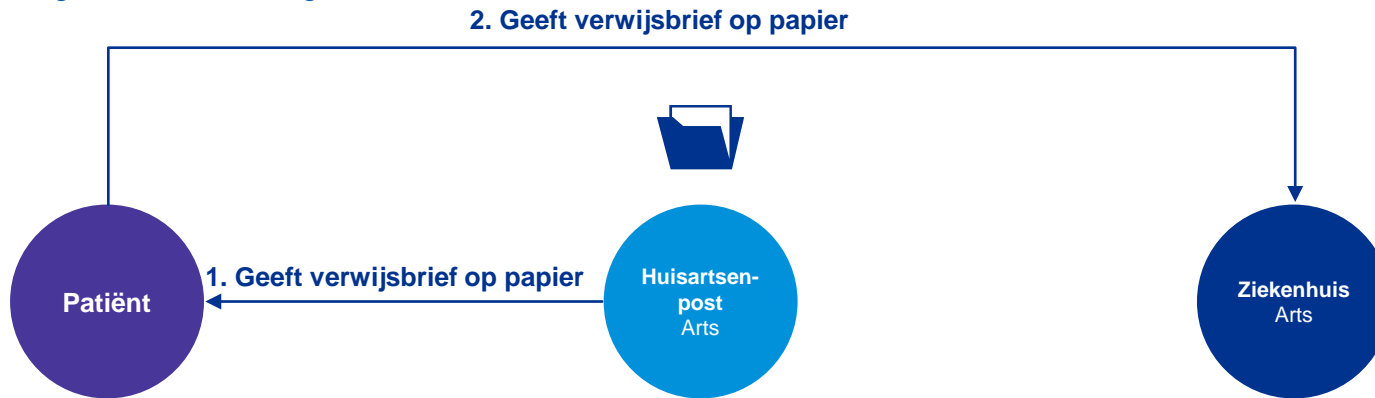 2. Geeft verwijsbrief op papier
1. Geeft verwijsbrief op papier
Patiënt
Huisartsen-
post
Arts
Ziekenhuis
Arts